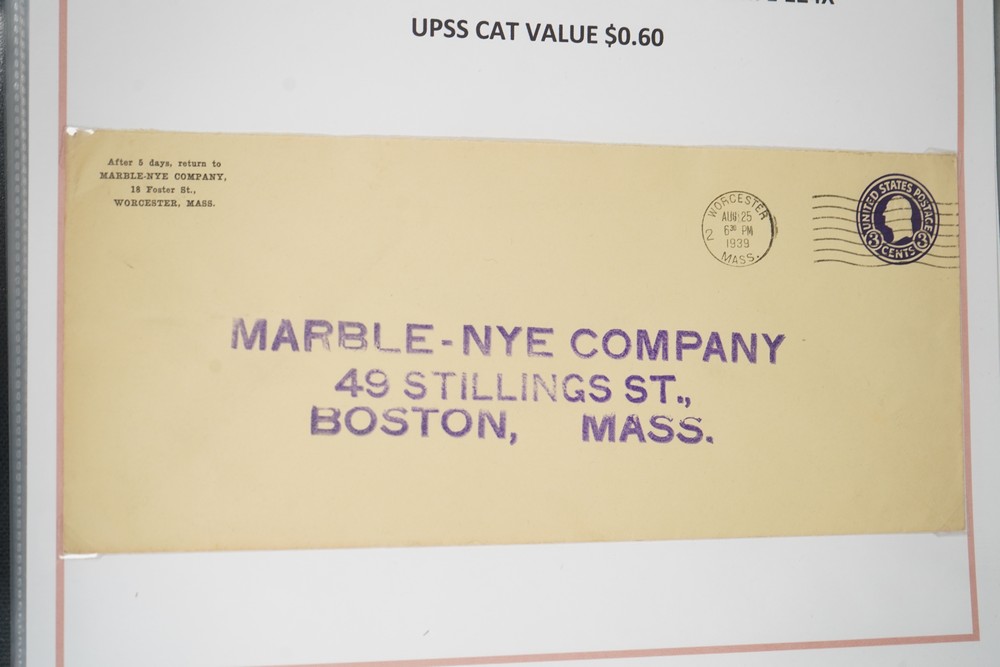 UPSS CAT VALUE $0.60
After 5 days, return to
MARBLE-NYE COMPANY,
18 Foster St.,
WORCESTER, MASS.
WORCESTER
AUG 25
6³⁰ PM
1939
2
MASS.
UNITED STATES POSTAGE
3 CENTS 3
MARBLE-NYE COMPANY
49 STILLINGS ST.,
BOSTON, MASS.